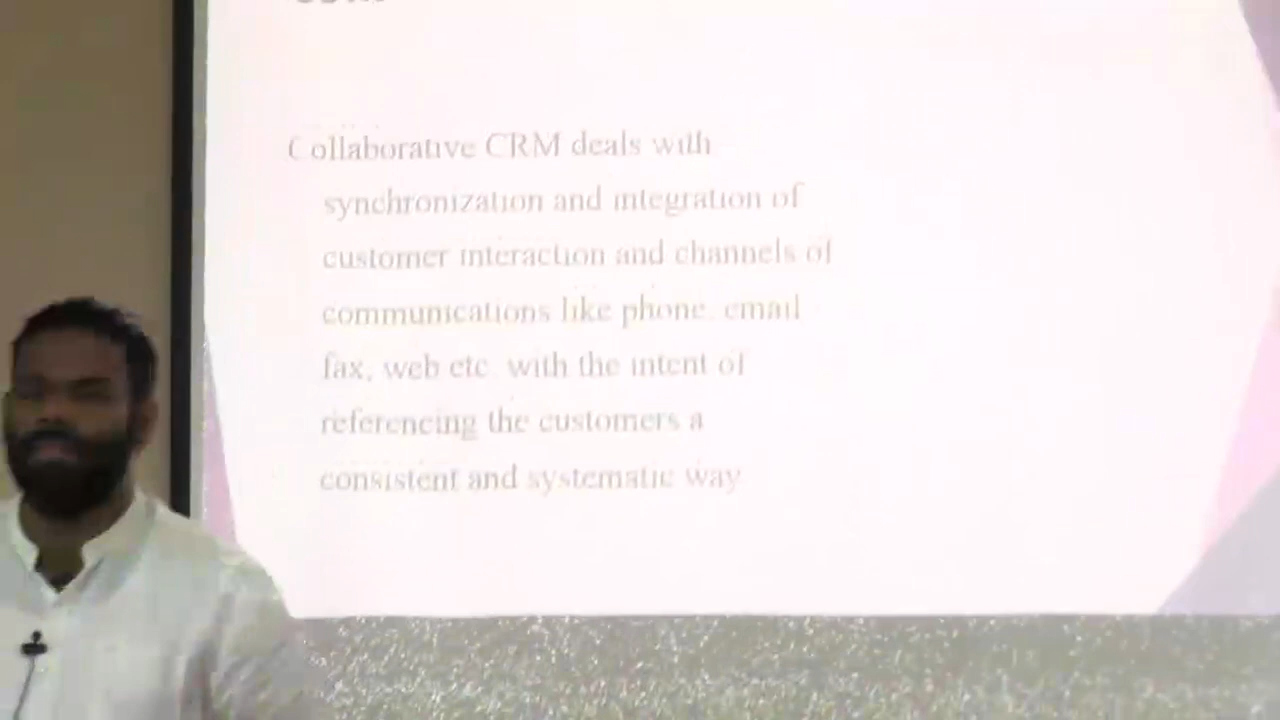 Collaborative CRM deals with
synchronization and integration of
customer interaction and channels of
communications like phone, email
fax, web etc. with the intent of
referencing the customers a
consistent and systematic way